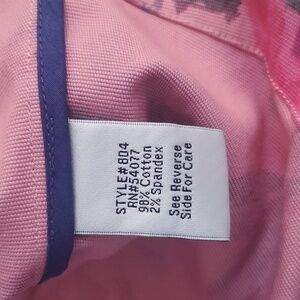 STYLE#804
RN#54077
98% Cotton
2% Spandex
See Reverse
Side For Care